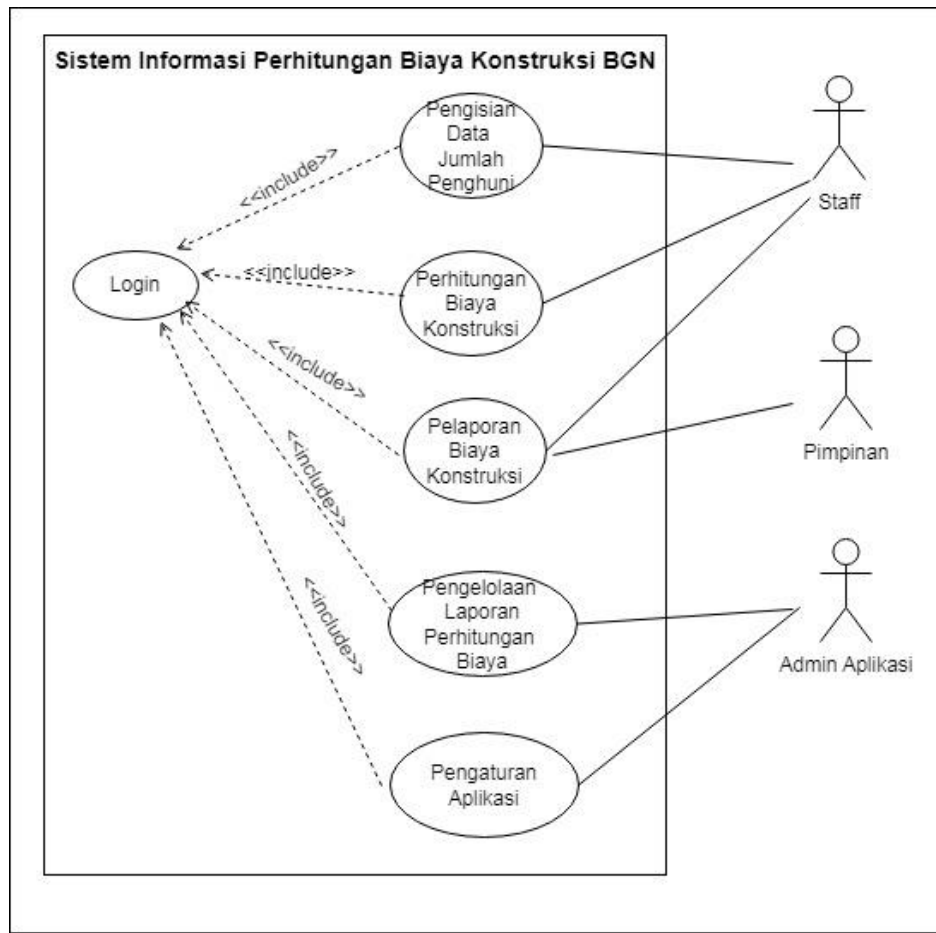 Sistem Informasi Perhitungan Biaya Konstruksi BGN
Pengisian
Data
Jumlah
Penghuni
<<include>>
Staff
Login
<<include>>
Perhitungan
Biaya
Konstruksi
<<include>>
Pelaporan
Biaya
Konstruksi
Pimpinan
<<include>>
Pengelolaan
Laporan
Perhitungan
Biaya
Admin Aplikasi
<<include>>
Pengaturan
Aplikasi